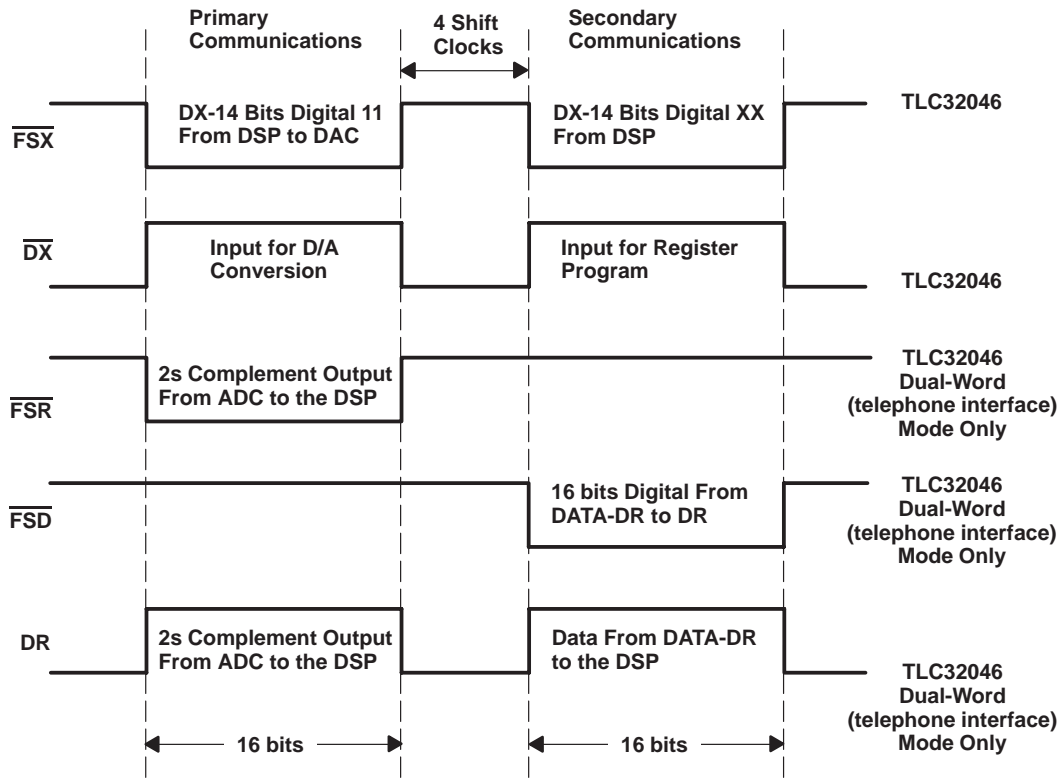 Primary
Communications
4 Shift
Clocks
Secondary
Communications
FSX
DX-14 Bits Digital 11
From DSP to DAC
DX-14 Bits Digital XX
From DSP
TLC32046
DX
Input for D/A
Conversion
Input for Register
Program
TLC32046
FSR
2s Complement Output
From ADC to the DSP
TLC32046
Dual-Word
(telephone interface)
Mode Only
FSD
16 bits Digital From
DATA-DR to DR
TLC32046
Dual-Word
(telephone interface)
Mode Only
DR
2s Complement Output
From ADC to the DSP
Data From DATA-DR
to the DSP
TLC32046
Dual-Word
(telephone interface)
Mode Only
16 bits
16 bits